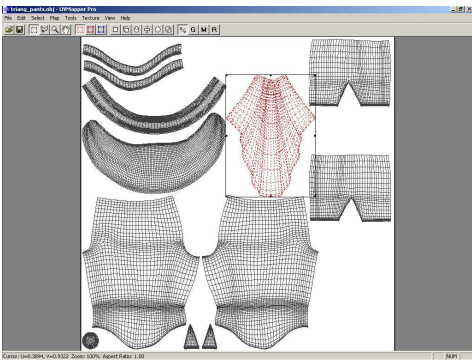 triang_pants.obj - UVMapper Pro
File Edit Select Map Tools Texture View Help
G M R
Cursor: U=0.3894, V=0.9322 Zoom: 100% Aspect Ratio: 1.00
NUM